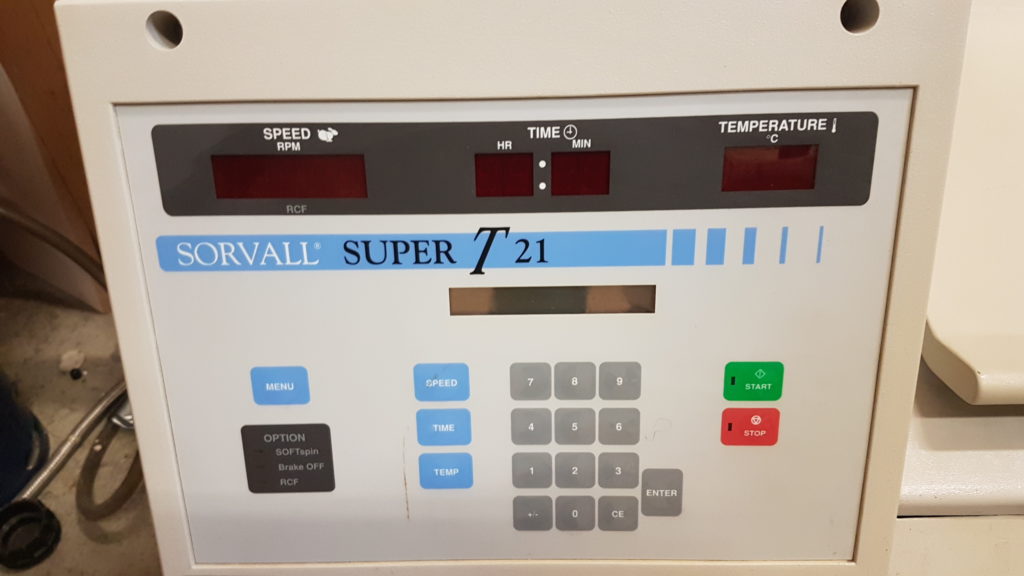 SPEED
RPM
RCF
TIME
HR MIN
TEMPERATURE
°C
SORVALL® SUPER T 21
MENU
OPTION
SOFTspin
Brake OFF
RCF
SPEED
TIME
TEMP
7 8 9
4 5 6
1 2 3
+/- 0 CE
ENTER
START
STOP